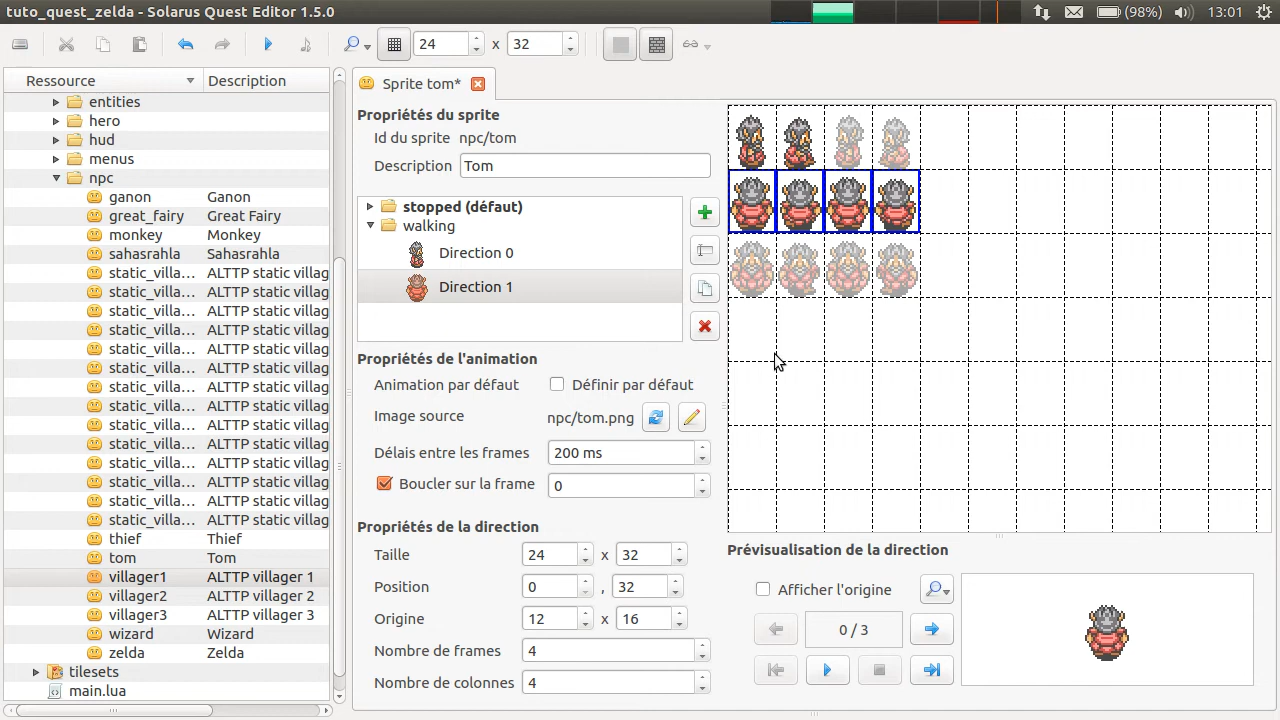 tuto_quest_zelda - Solarus Quest Editor 1.5.0
(98%)
13:01
24 x 32
Ressource Description
entities
hero
hud
menus
npc
ganon Ganon
great_fairy Great Fairy
monkey Monkey
sahasrahla Sahasrahla
static_villa... ALTTP static villag
static_villa... ALTTP static villag
static_villa... ALTTP static villag
static_villa... ALTTP static villag
static_villa... ALTTP static villag
static_villa... ALTTP static villag
static_villa... ALTTP static villag
static_villa... ALTTP static villag
static_villa... ALTTP static villag
static_villa... ALTTP static villag
static_villa... ALTTP static villag
static_villa... ALTTP static villag
static_villa... ALTTP static villag
static_villa... ALTTP static villag
thief Thief
tom Tom
villager1 ALTTP villager 1
villager2 ALTTP villager 2
villager3 ALTTP villager 3
wizard Wizard
zelda Zelda
tilesets
main.lua
Sprite tom*
Propriétés du sprite
Id du sprite npc/tom
Description Tom
stopped (défaut)
walking
Direction 0
Direction 1
Propriétés de l'animation
Animation par défaut Définir par défaut
Image source npc/tom.png
Délais entre les frames 200 ms
Boucler sur la frame 0
Propriétés de la direction
Taille 24 x 32
Position 0 , 32
Origine 12 x 16
Nombre de frames 4
Nombre de colonnes 4
Prévisualisation de la direction
Afficher l'origine
0 / 3